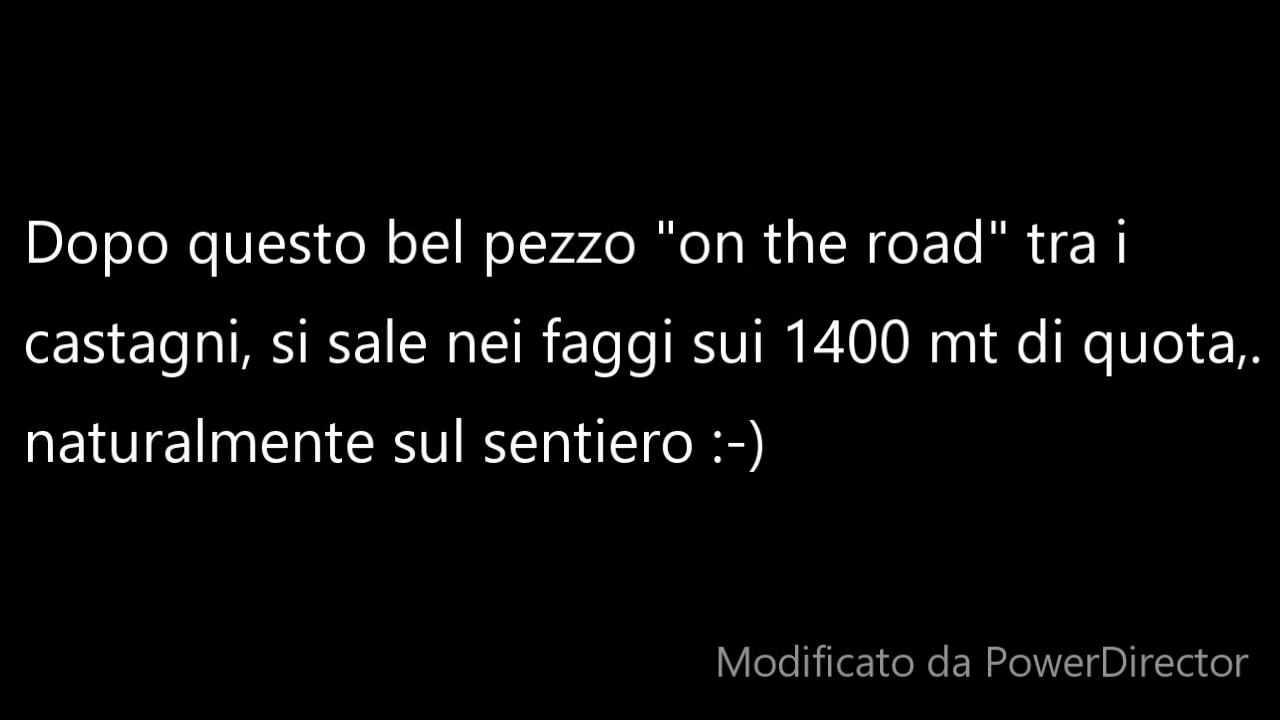 Dopo questo bel pezzo "on the road" tra i
castagni, si sale nei faggi sui 1400 mt di quota,.
naturalmente sul sentiero :-)
Modificato da PowerDirector